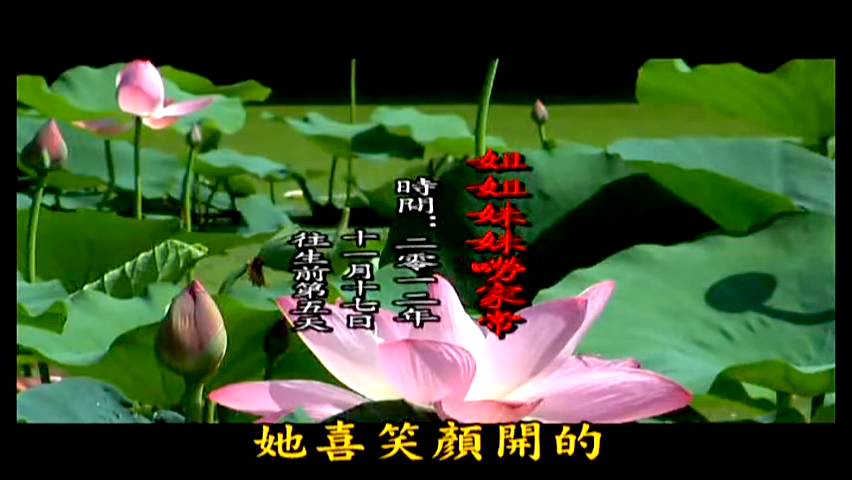 姐姐妹妹嘮家常
時間：二零一二年
十一月十七日
往生前第五天
她喜笑顏開的